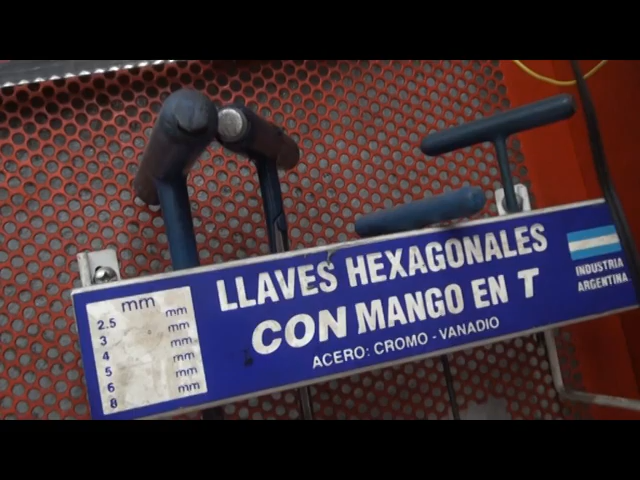 LLAVES HEXAGONALES
CON MANGO EN T
ACERO: CROMO - VANADIO
INDUSTRIA
ARGENTINA
mm
2.5 mm
3 mm
4 mm
5 mm
6 mm
8